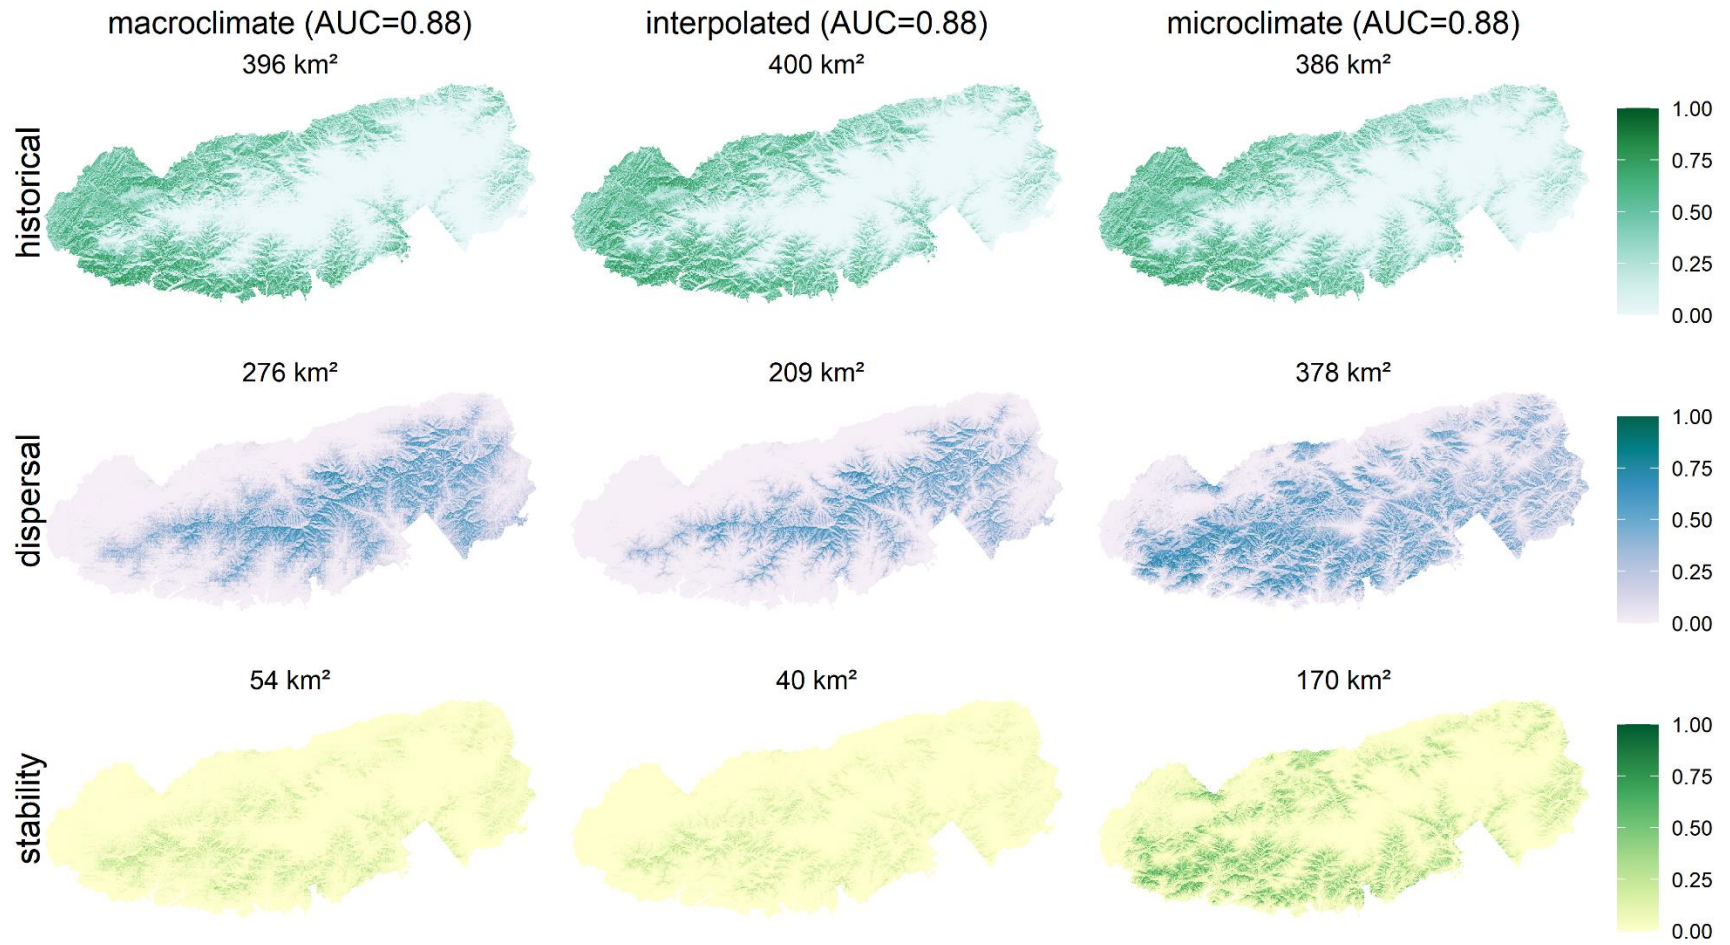 macroclimate (AUC=0.88) interpolated (AUC=0.88) microclimate (AUC=0.88)
396 km² 400 km² 386 km²
historical
1.00
0.75
0.50
0.25
0.00
276 km² 209 km² 378 km²
dispersal
1.00
0.75
0.50
0.25
0.00
54 km² 40 km² 170 km²
stability
1.00
0.75
0.50
0.25
0.00